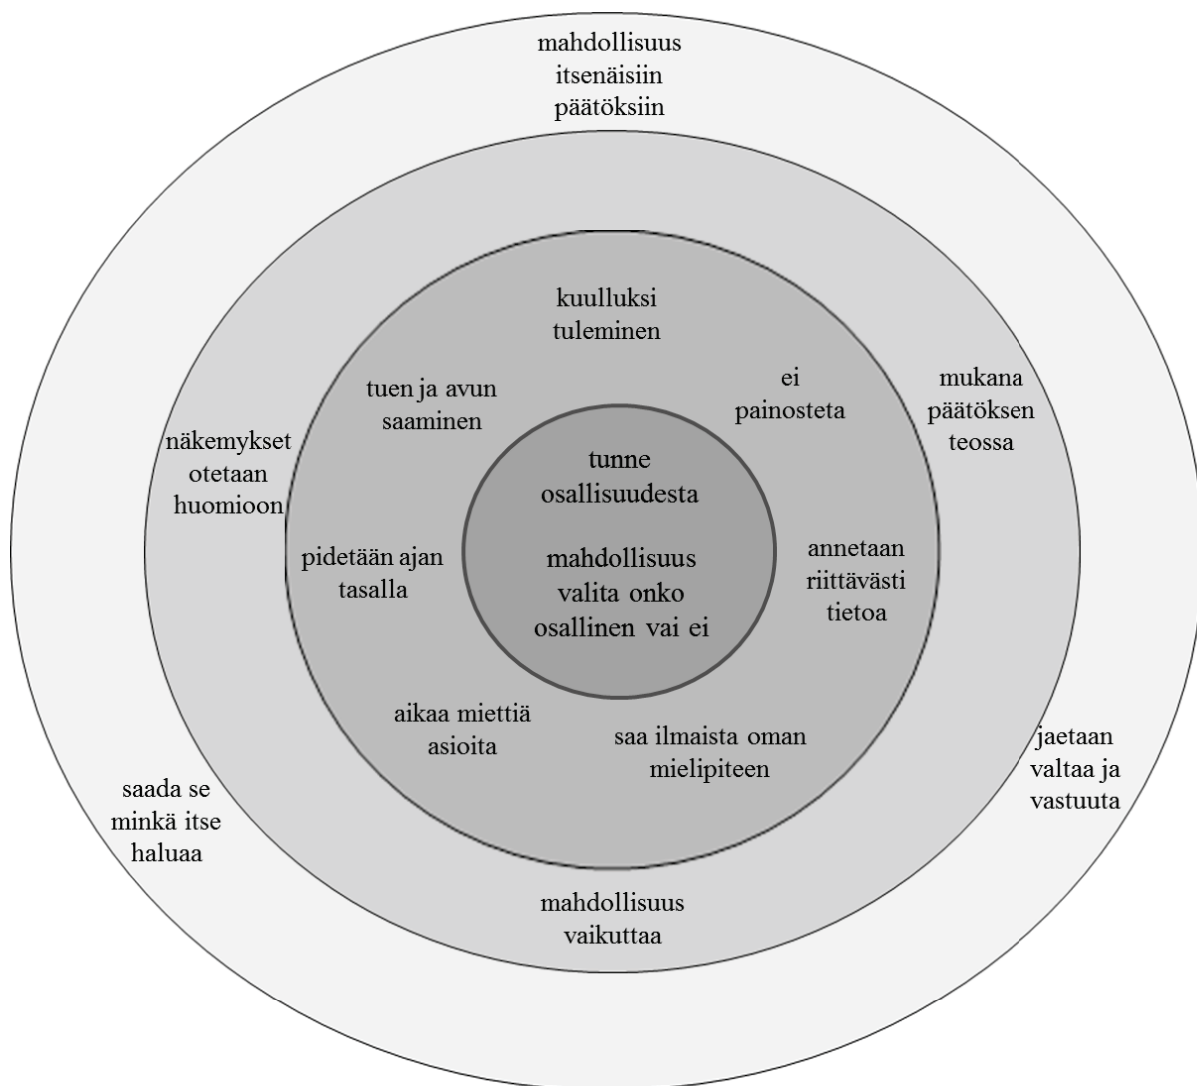 mahdollisuus
itsenäisiin
päätöksiin
kuulluksi
tuleminen
tuen ja avun
saaminen
ei
painosteta
mukana
päätöksen
teossa
näkemykset
otetaan
huomioon
tunne
osallisuudesta
mahdollisuus
valita onko
osallinen vai ei
pidetään ajan
tasalla
annetaan
riittävästi
tietoa
aikaa miettiä
asioita
saa ilmaista oman
mielipiteen
jaetaan
valtaa ja
vastuuta
saada se
minkä itse
haluaa
mahdollisuus
vaikuttaa